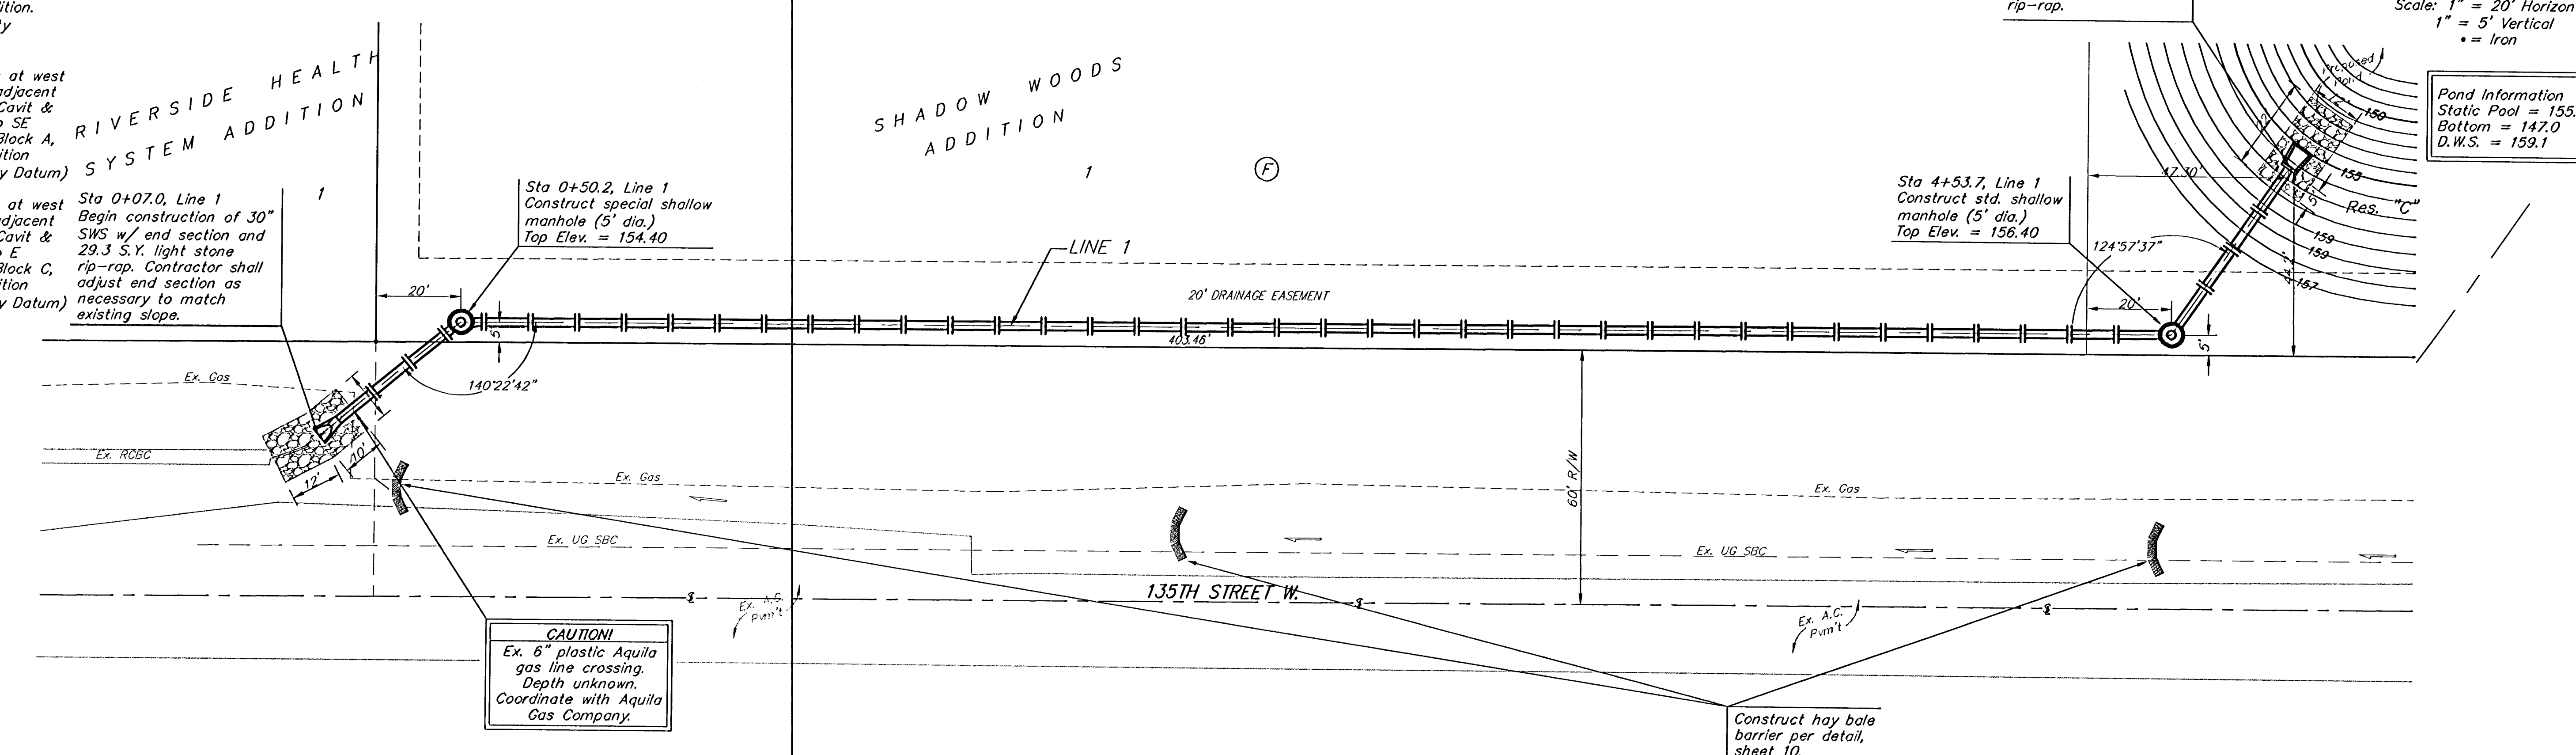 dition.
y
at west
adjacent
Cavit &
SE
Block A,
ition
y Datum)
at west
adjacent
Cavit &
E
Block C,
ition
y Datum)
RIVERSIDE HEALTH
SYSTEM ADDITION
1
Sta 0+07.0, Line 1
Begin construction of 30"
SWS w/ end section and
29.3 S.Y. light stone
rip-rap. Contractor shall
adjust end section as
necessary to match
existing slope.
20'
Sta 0+50.2, Line 1
Construct special shallow
manhole (5' dia.)
Top Elev. = 154.40
5'
140°22'42"
SHADOW WOODS
ADDITION
1
F
LINE 1
20' DRAINAGE EASEMENT
403.46'
Sta 4+53.7, Line 1
Construct std. shallow
manhole (5' dia.)
Top Elev. = 156.40
rip-rap.
Scale: 1" = 20' Horizon
1" = 5' Vertical
• = Iron
Pond Information
Static Pool = 155.
Bottom = 147.0
D.W.S. = 159.1
Proposed
Pond
12'
150
155
47.30'
5'
Res. "C"
159
159
157
124°57'37"
20'
5'
Ex. Gas
Ex. RCBC
12'
10'
Ex. Gas
Ex. Gas
60' R/W
Ex. UG SBC
Ex. UG SBC
135TH STREET W.
Ex. A.C.
Pvm't
Ex. A.C.
Pvm't
CAUTION!
Ex. 6" plastic Aquila
gas line crossing.
Depth unknown.
Coordinate with Aquila
Gas Company.
Construct hay bale
barrier per detail,
sheet 10.